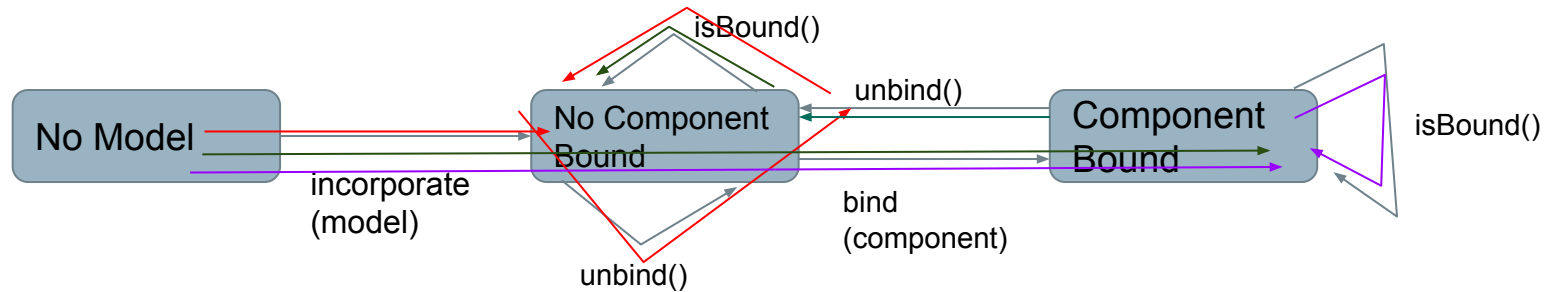 isBound()
No Model
No Component
Bound
unbind()
Component
Bound
isBound()
incorporate
(model)
bind
(component)
unbind()